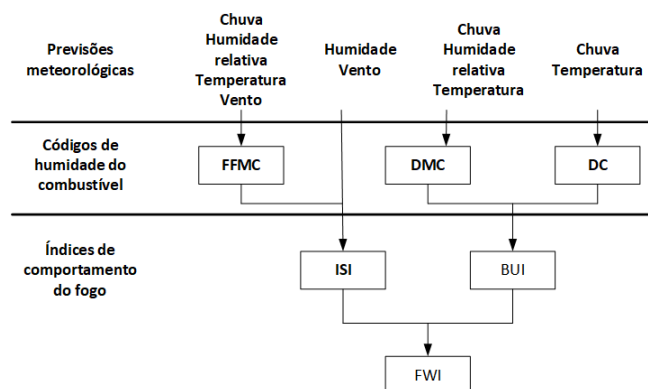 Previsões
meteorológicas
Chuva
Humidade
relativa
Temperatura
Vento
Humidade
Vento
Chuva
Humidade
relativa
Temperatura
Chuva
Temperatura
Códigos de
humidade do
combustível
FFMC
DMC
DC
Índices de
comportamento
do fogo
ISI
BUI
FWI